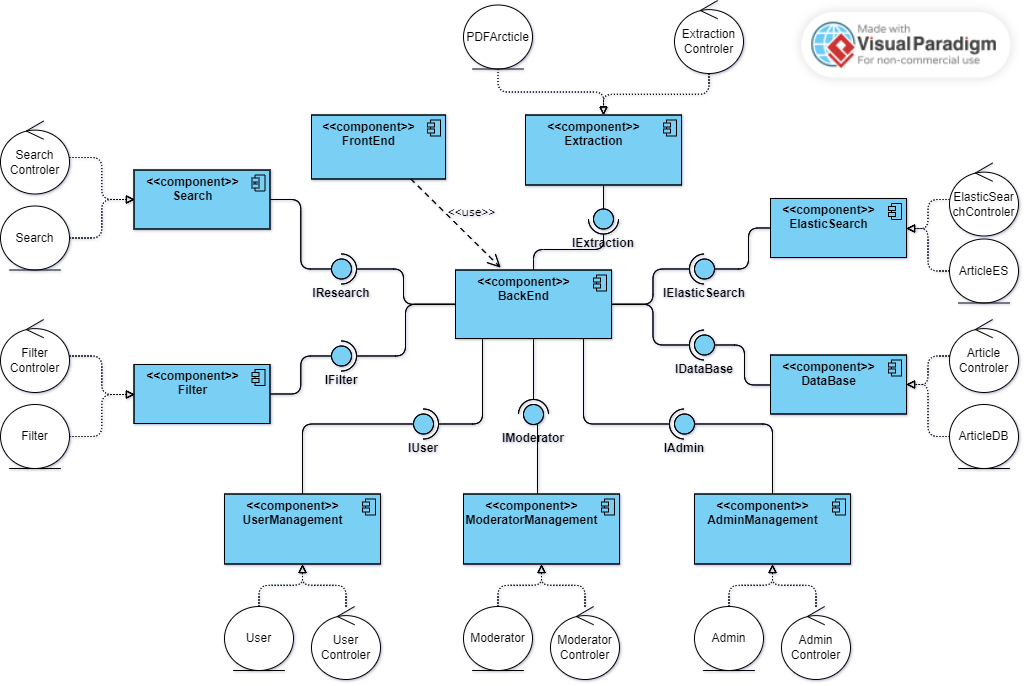 PDFArcticle
Extraction
Controler
Made with
VisualParadigm
For non-commercial use
<<component>>
FrontEnd
<<component>>
Extraction
Search
Controler
<<component>>
Search
Search
<<use>>
IExtraction
<<component>>
ElasticSearch
ElasticSear
chControler
ArticleES
IResearch
<<component>>
BackEnd
IElasticSearch
Filter
Controler
<<component>>
Filter
Filter
IFilter
IDataBase
<<component>>
DataBase
Article
Controler
ArticleDB
IUser
IModerator
IAdmin
<<component>>
UserManagement
<<component>>
ModeratorManagement
<<component>>
AdminManagement
User
User
Controler
Moderator
Moderator
Controler
Admin
Admin
Controler